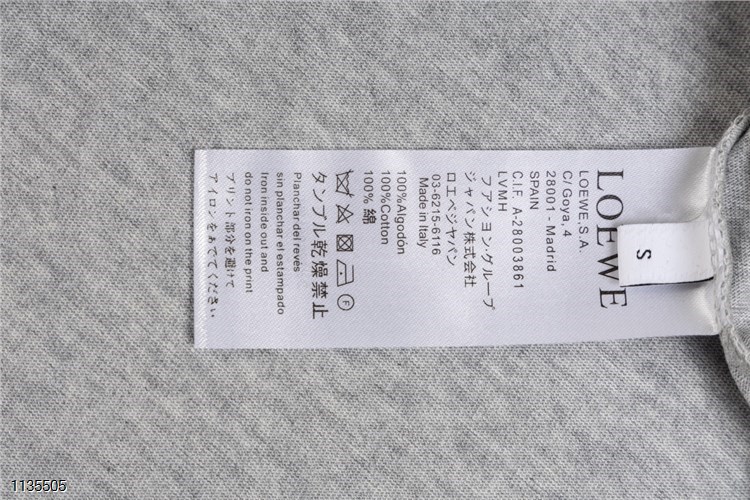 LOEWE
S
LOEWE,S.A.
C/Goya,4
28001 - Madrid
SPAIN
C.I.F. A-28003861
LVMH
フアシヨン·グループ
ジャパン株式会社
ロエベジャパン
03-6215-6116
Made in Italy
100%Algodón
100%Cotton
100% 綿
F
タンブル乾燥禁止
Planchar del revés
sin planchar el estampado
Iron inside out and
do not iron on the print
プリント部分を避けて
アイロンをあててください
1135505